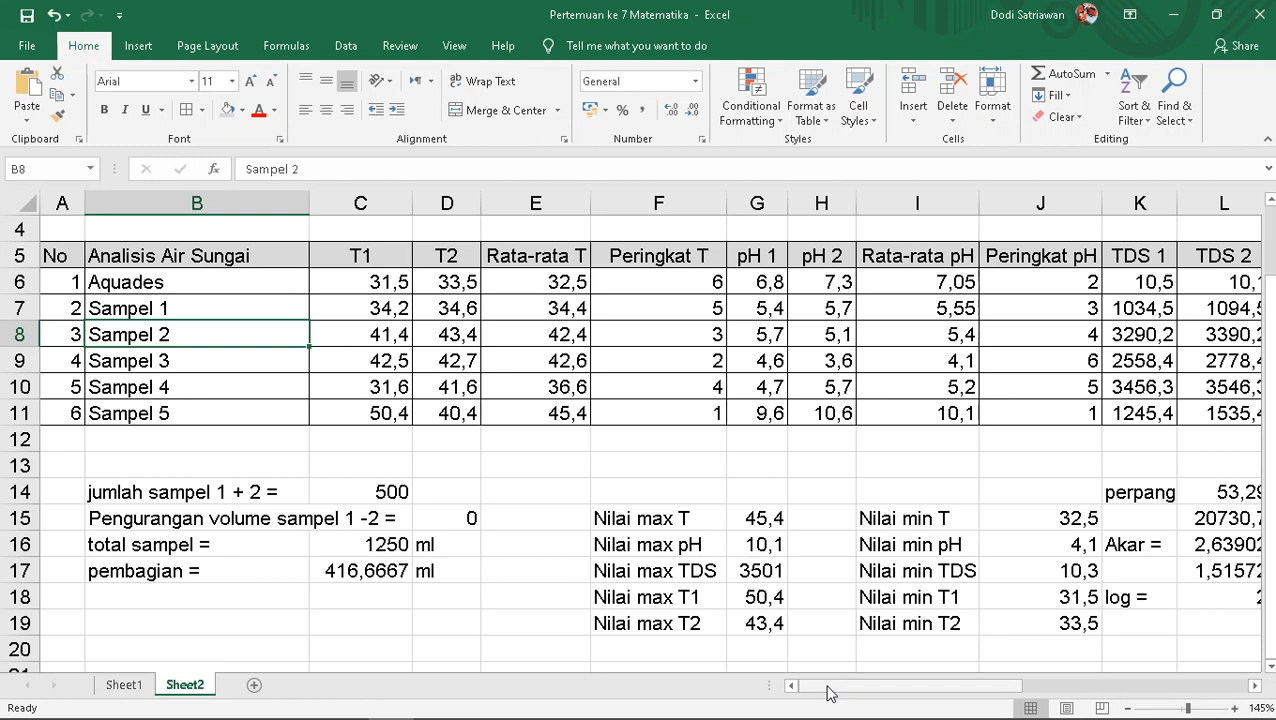 Pertemuan ke 7 Matematika - Excel
Dodi Satriawan
File Home Insert Page Layout Formulas Data Review View Help Tell me what you want to do Share
Arial 11 Wrap Text General AutoSum
Paste Merge & Center Conditional Formatting Format as Table Cell Styles Insert Delete Format Fill Sort & Filter Find & Select
B I U A % Clear
Clipboard Font Alignment Number Styles Cells Editing
B8 fx Sampel 2
A B C D E F G H I J K L
4
5 No Analisis Air Sungai T1 T2 Rata-rata T Peringkat T pH 1 pH 2 Rata-rata pH Peringkat pH TDS 1 TDS 2
6 1 Aquades 31,5 33,5 32,5 6 6,8 7,3 7,05 2 10,5 10,
7 2 Sampel 1 34,2 34,6 34,4 5 5,4 5,7 5,55 3 1034,5 1094,
8 3 Sampel 2 41,4 43,4 42,4 3 5,7 5,1 5,4 4 3290,2 3390,
9 4 Sampel 3 42,5 42,7 42,6 2 4,6 3,6 4,1 6 2558,4 2778,
10 5 Sampel 4 31,6 41,6 36,6 4 4,7 5,7 5,2 5 3456,3 3546,
11 6 Sampel 5 50,4 40,4 45,4 1 9,6 10,6 10,1 1 1245,4 1535,
12
13
14 jumlah sampel 1 + 2 = 500 perpang 53,29
15 Pengurangan volume sampel 1 -2 = 0 Nilai max T 45,4 Nilai min T 32,5 20730,
16 total sampel = 1250 ml Nilai max pH 10,1 Nilai min pH 4,1 Akar = 2,63902
17 pembagian = 416,6667 ml Nilai max TDS 3501 Nilai min TDS 10,3 1,51572
18 Nilai max T1 50,4 Nilai min T1 31,5 log =
19 Nilai max T2 43,4 Nilai min T2 33,5
20
Sheet1 Sheet2
Ready 145%